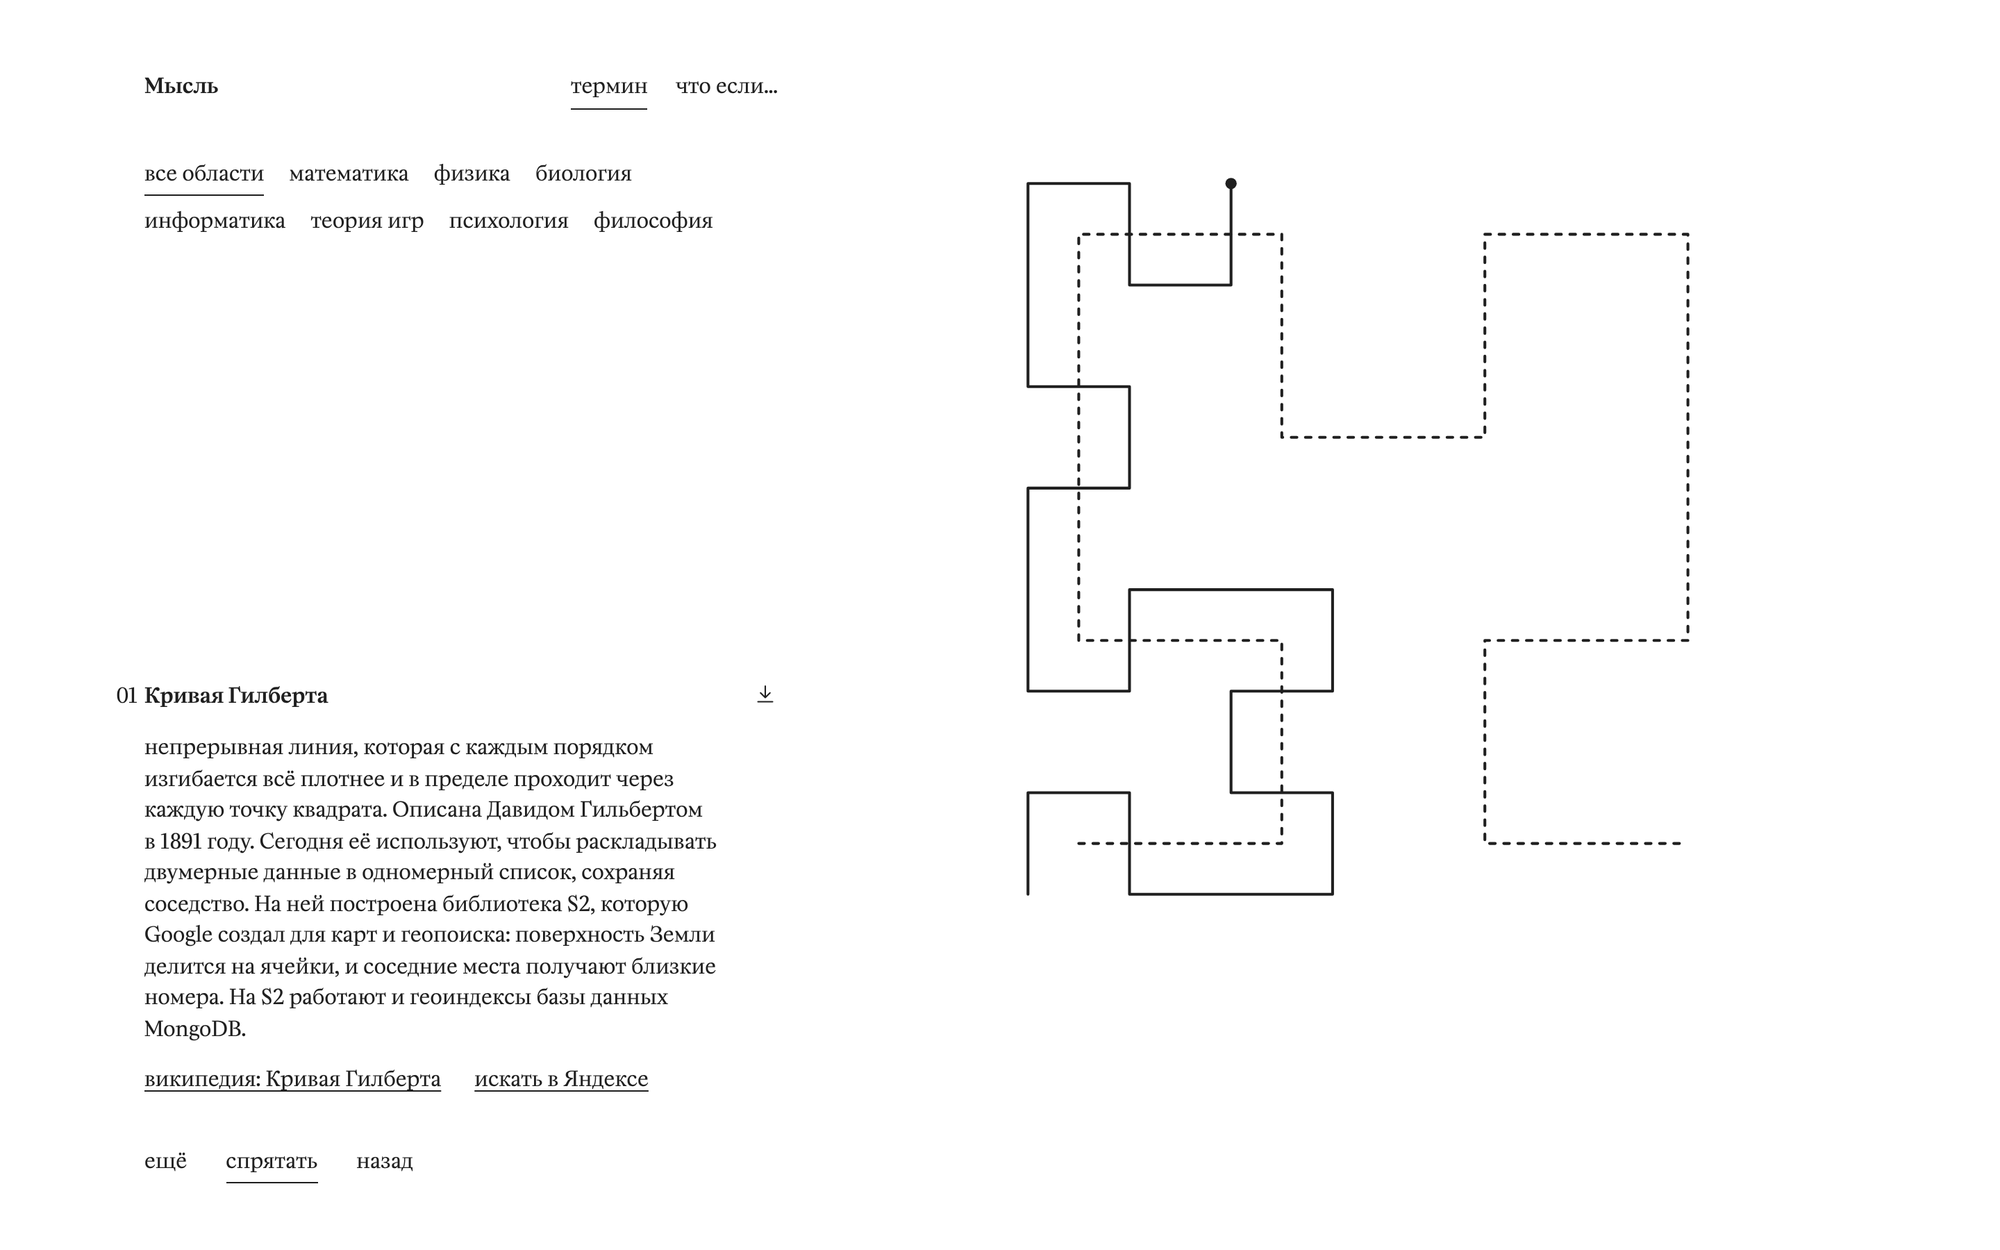 Мысль
термин что если...
все области математика физика биология
информатика теория игр психология философия
01 Кривая Гилберта
непрерывная линия, которая с каждым порядком
изгибается всё плотнее и в пределе проходит через
каждую точку квадрата. Описана Давидом Гильбертом
в 1891 году. Сегодня её используют, чтобы раскладывать
двумерные данные в одномерный список, сохраняя
соседство. На ней построена библиотека S2, которую
Google создал для карт и геопоиска: поверхность Земли
делится на ячейки, и соседние места получают близкие
номера. На S2 работают и геоиндексы базы данных
MongoDB.
википедия: Кривая Гилберта искать в Яндексе
ещё спрятать назад